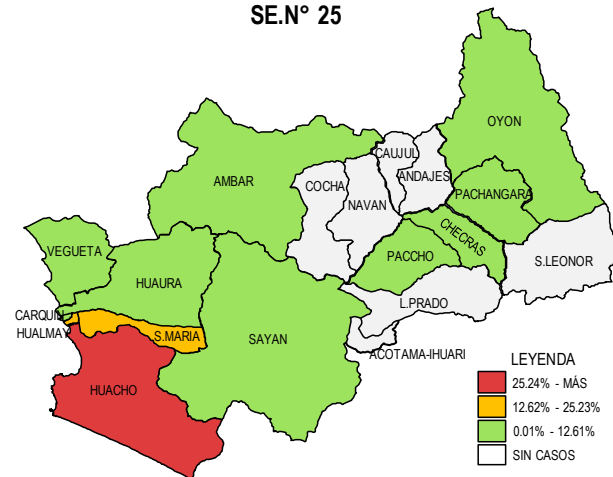 SE.N° 25
OYON
CAUJUL
ANDAJES
AMBAR
COCHA
NAVAN
PACHANGARA
CHECRAS
VEGUETA
HUAURA
PACCHO
S.LEONOR
L.PRADO
CARQUIN
HUALMAY
S.MARIA
SAYAN
ACOTAMA-IHUARI
HUACHO
LEYENDA
25.24% - MÁS
12.62% - 25.23%
0.01% - 12.61%
SIN CASOS